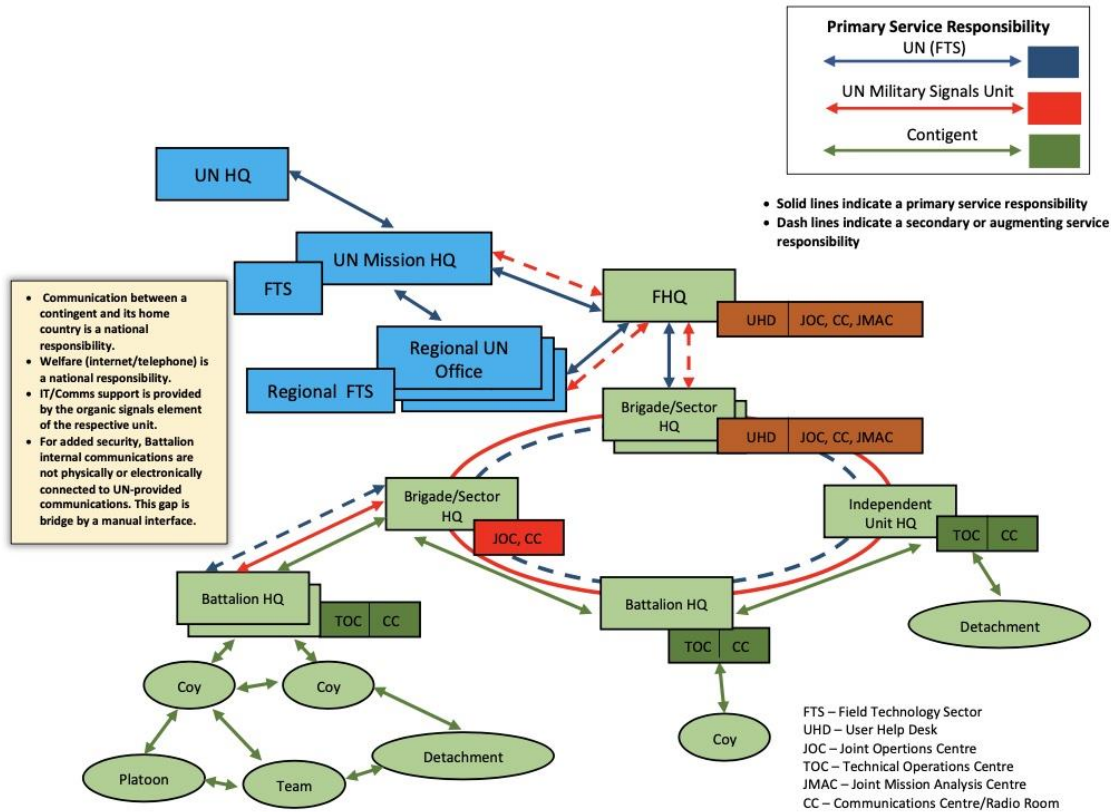 Primary Service Responsibility
UN (FTS)
UN Military Signals Unit
Contigent
• Solid lines indicate a primary service responsibility
• Dash lines indicate a secondary or augmenting service
responsibility
UN HQ
UN Mission HQ
FTS
FHQ
UHD
JOC, CC, JMAC
Regional UN
Office
Regional FTS
• Communication between a
contingent and its home
country is a national
responsibility.
• Welfare (internet/telephone) is
a national responsibility.
• IT/Comms support is provided
by the organic signals element
of the respective unit.
• For added security, Battalion
internal communications are
not physically or electronically
connected to UN-provided
communications. This gap is
bridge by a manual interface.
Brigade/Sector
HQ
UHD
JOC, CC, JMAC
Brigade/Sector
HQ
JOC, CC
Independent
Unit HQ
TOC
CC
Battalion HQ
TOC
CC
Battalion HQ
TOC
CC
Detachment
Coy
Coy
Detachment
Platoon
Team
Coy
FTS – Field Technology Sector
UHD – User Help Desk
JOC – Joint Opertions Centre
TOC – Technical Operations Centre
JMAC – Joint Mission Analysis Centre
CC – Communications Centre/Radio Room